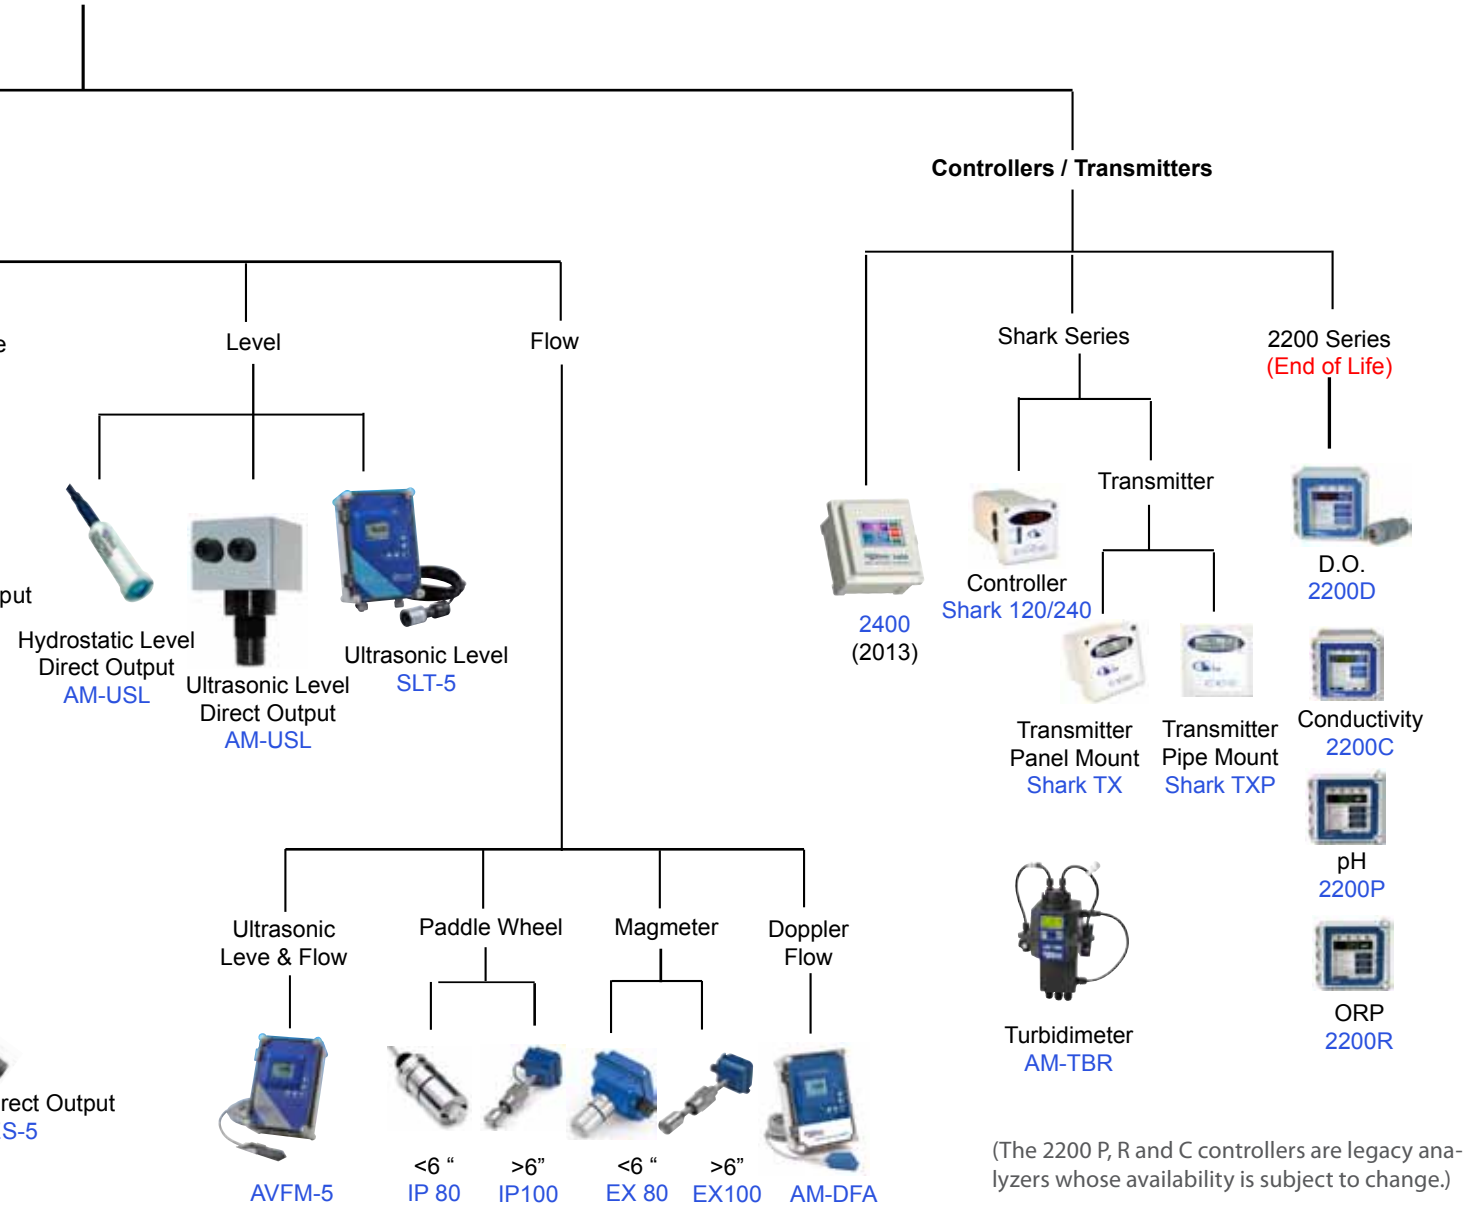 Controllers / Transmitters
e
Level
Flow
Shark Series
2200 Series
(End of Life)
Transmitter
put
Hydrostatic Level
Direct Output
AM-USL
Ultrasonic Level
Direct Output
AM-USL
Ultrasonic Level
SLT-5
2400
(2013)
Controller
Shark 120/240
D.O.
2200D
Transmitter
Panel Mount
Shark TX
Transmitter
Pipe Mount
Shark TXP
Conductivity
2200C
pH
2200P
ORP
2200R
Turbidimeter
AM-TBR
Ultrasonic
Leve & Flow
Paddle Wheel
Magmeter
Doppler
Flow
rect Output
S-5
AVFM-5
<6 “
IP 80
>6”
IP100
<6 “
EX 80
>6”
EX100
AM-DFA
(The 2200 P, R and C controllers are legacy ana-
lyzers whose availability is subject to change.)